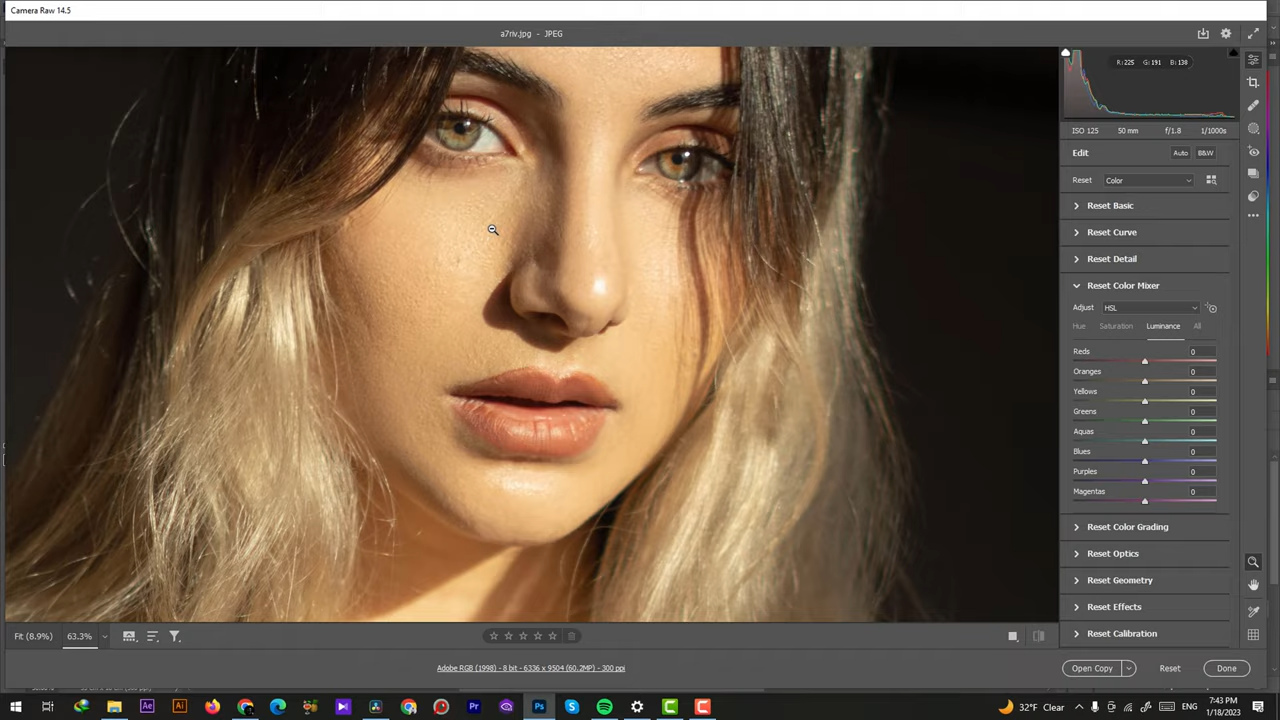 Camera Raw 14.5
a7riv.jpg - JPEG
R: 225 G: 191 B: 138
ISO 125 50 mm f/1.8 1/1000s
Edit Auto B&W
Reset Color
Reset Basic
Reset Curve
Reset Detail
Reset Color Mixer
Adjust HSL
Hue Saturation Luminance All
Reds 0
Oranges 0
Yellows 0
Greens 0
Aquas 0
Blues 0
Purples 0
Magentas 0
Reset Color Grading
Reset Optics
Reset Geometry
Reset Effects
Reset Calibration
Fit (8.9%) 63.3%
Adobe RGB (1998) - 8 bit - 6336 x 9504 (60.2MP) - 300 ppi
Open Copy Reset Done
Ae Ai Pr Ps
32°F Clear
7:43 PM
1/18/2023